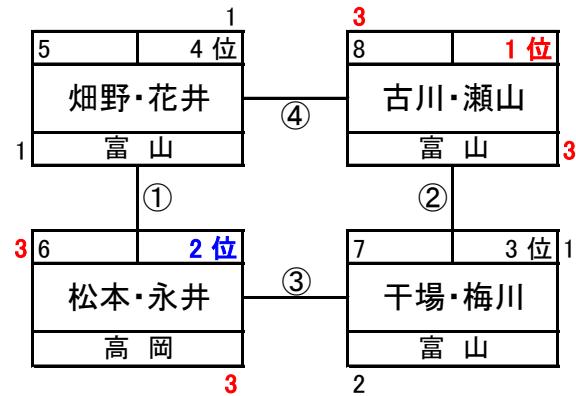 1 3
5 4 位 8 1 位
畑野・花井 古川・瀬山
④
1 富 山 富 山 3
① ②
3 6 2 位 7 3 位 1
松本・永井 干場・梅川
③
高 岡 富 山
3 2